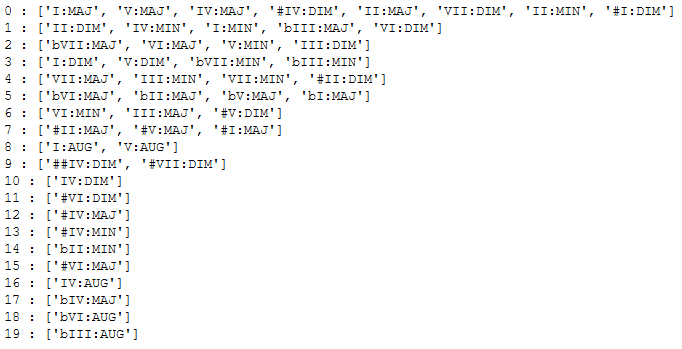 0 : ['I:MAJ', 'V:MAJ', 'IV:MAJ', '#IV:DIM', 'II:MAJ', 'VII:DIM', 'II:MIN', '#I:DIM']
1 : ['II:DIM', 'IV:MIN', 'I:MIN', 'bIII:MAJ', 'VI:DIM']
2 : ['bVII:MAJ', 'VI:MAJ', 'V:MIN', 'III:DIM']
3 : ['I:DIM', 'V:DIM', 'bVII:MIN', 'bIII:MIN']
4 : ['VII:MAJ', 'III:MIN', 'VII:MIN', '#II:DIM']
5 : ['bVI:MAJ', 'bII:MAJ', 'bV:MAJ', 'bI:MAJ']
6 : ['VI:MIN', 'III:MAJ', '#V:DIM']
7 : ['#II:MAJ', '#V:MAJ', '#I:MAJ']
8 : ['I:AUG', 'V:AUG']
9 : ['##IV:DIM', '#VII:DIM']
10 : ['IV:DIM']
11 : ['#VI:DIM']
12 : ['#IV:MAJ']
13 : ['#IV:MIN']
14 : ['bII:MIN']
15 : ['#VI:MAJ']
16 : ['IV:AUG']
17 : ['bIV:MAJ']
18 : ['bVI:AUG']
19 : ['bIII:AUG']